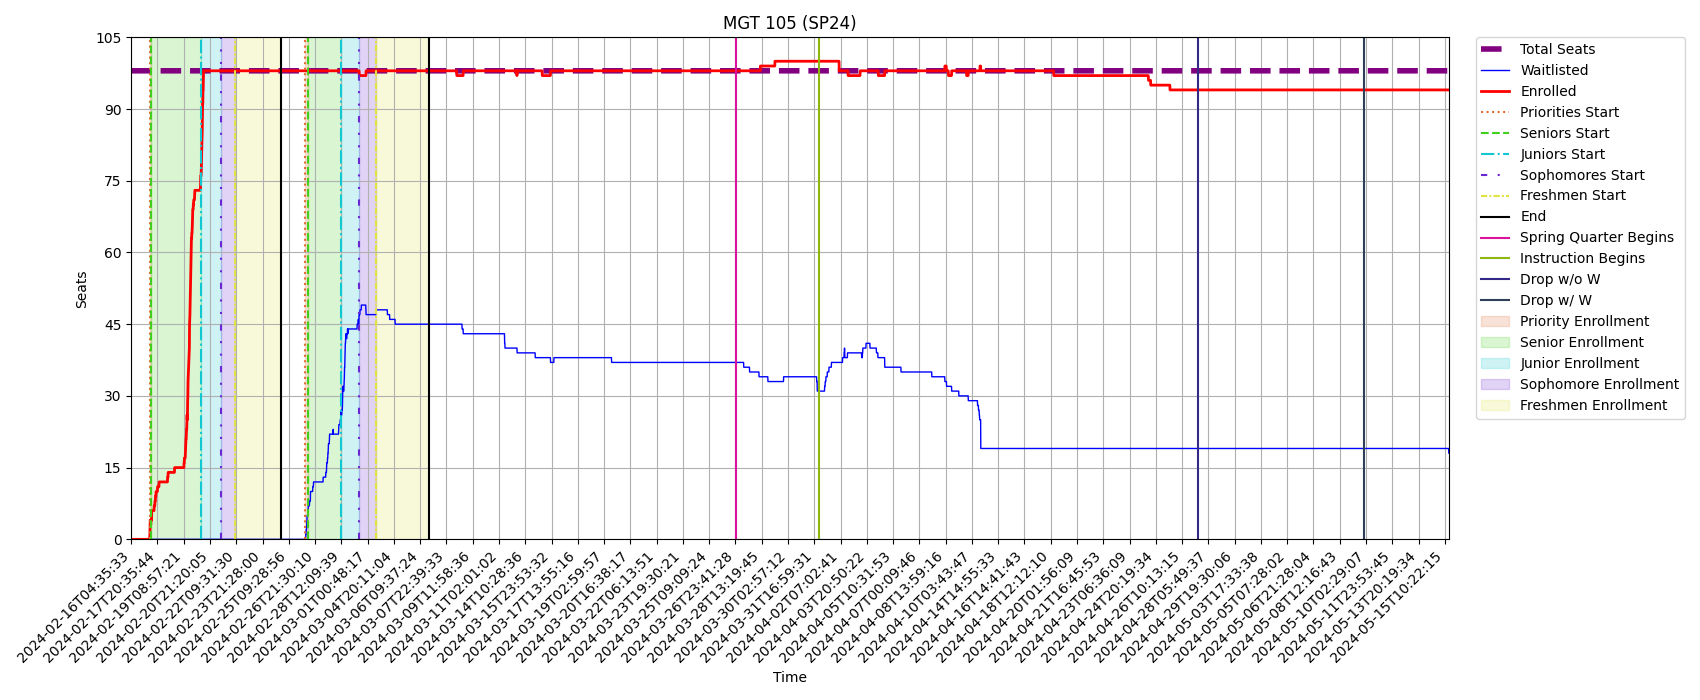 MGT 105 (SP24)
105
90
75
60
45
30
15
0
Seats
2024-02-16T04:35:33
2024-02-17T20:35:44
2024-02-19T08:57:21
2024-02-20T21:20:05
2024-02-22T09:31:30
2024-02-23T21:28:00
2024-02-25T09:28:56
2024-02-26T21:30:10
2024-02-28T12:09:39
2024-03-01T00:48:17
2024-03-04T20:11:04
2024-03-06T09:37:24
2024-03-07T22:39:33
2024-03-09T11:58:36
2024-03-11T02:01:02
2024-03-14T10:28:36
2024-03-15T23:53:32
2024-03-17T13:55:16
2024-03-19T02:59:57
2024-03-20T16:38:17
2024-03-22T06:13:51
2024-03-23T19:30:21
2024-03-25T09:09:24
2024-03-26T23:41:28
2024-03-28T13:19:45
2024-03-30T02:57:12
2024-03-31T16:59:31
2024-04-02T07:02:41
2024-04-03T20:50:22
2024-04-05T10:31:53
2024-04-07T00:09:46
2024-04-08T13:59:16
2024-04-10T03:43:47
2024-04-14T14:55:33
2024-04-16T14:41:43
2024-04-18T12:12:10
2024-04-20T01:56:09
2024-04-21T16:45:53
2024-04-23T06:36:09
2024-04-24T20:19:34
2024-04-26T10:13:15
2024-04-28T05:49:37
2024-04-29T19:30:06
2024-05-03T17:33:38
2024-05-05T07:28:02
2024-05-06T21:28:04
2024-05-08T12:16:43
2024-05-10T02:29:07
2024-05-11T23:53:45
2024-05-13T20:19:34
2024-05-15T10:22:15
Time
Total Seats
Waitlisted
Enrolled
Priorities Start
Seniors Start
Juniors Start
Sophomores Start
Freshmen Start
End
Spring Quarter Begins
Instruction Begins
Drop w/o W
Drop w/ W
Priority Enrollment
Senior Enrollment
Junior Enrollment
Sophomore Enrollment
Freshmen Enrollment